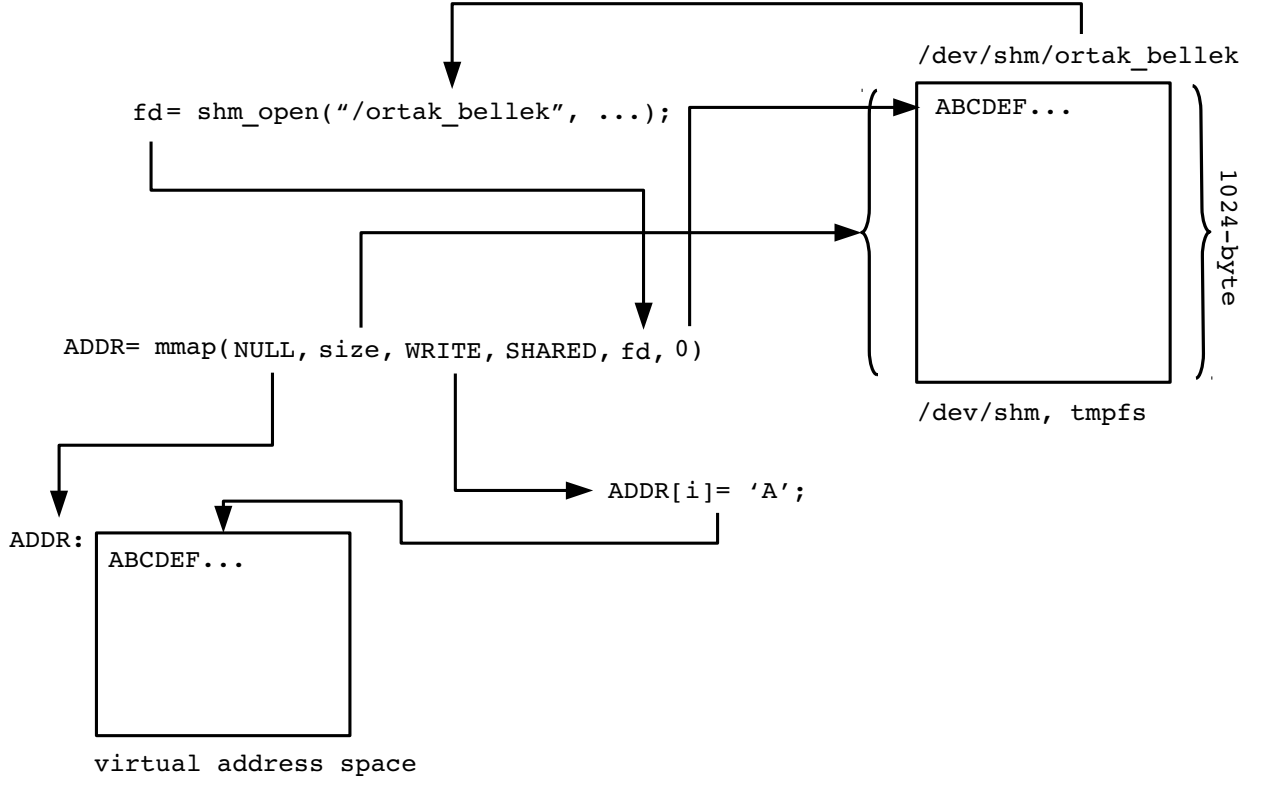 /dev/shm/ortak_bellek
fd= shm_open(“/ortak_bellek”, ...);
ABCDEF...
1024-byte
ADDR= mmap(NULL, size, WRITE, SHARED, fd, 0)
/dev/shm, tmpfs
ADDR[i]= ‘A’;
ADDR:
ABCDEF...
virtual address space